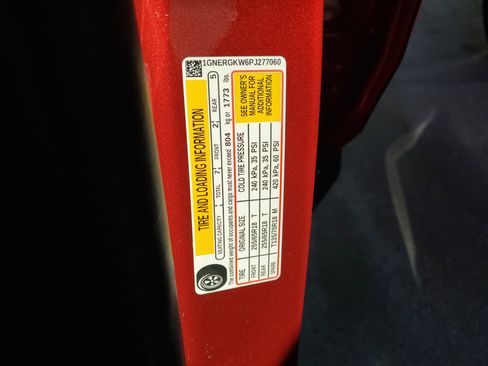 1GNERGKW6PJ277060
TIRE AND LOADING INFORMATION
SEATING CAPACITY TOTAL 7 FRONT 2 REAR 5
The combined weight of occupants and cargo must never exceed 804 kg or 1773 lbs.
TIRE ORIGINAL SIZE COLD TIRE PRESSURE
FRONT 255/65R18 T 240 kPa, 35 PSI
REAR 255/65R18 T 240 kPa, 35 PSI
SPARE T135/70R18 M 420 kPa, 60 PSI
SEE OWNER'S
MANUAL FOR
ADDITIONAL
INFORMATION